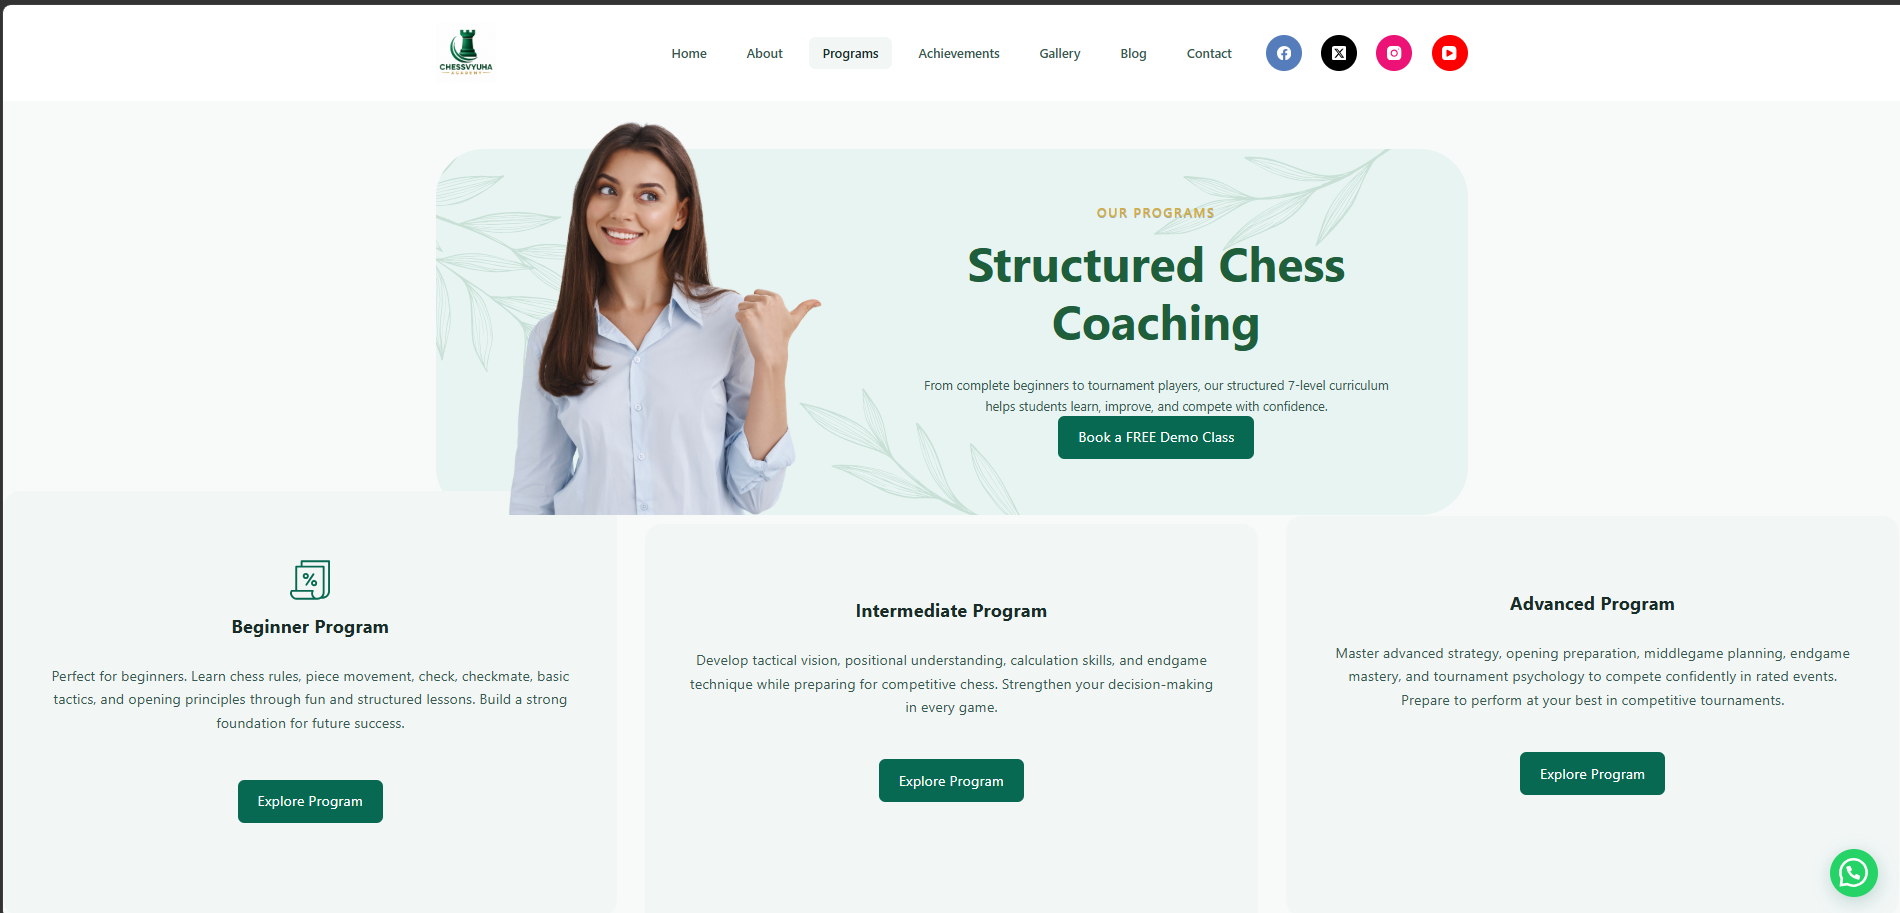 CHESSVYUHA
ACADEMY
Home
About
Programs
Achievements
Gallery
Blog
Contact
OUR PROGRAMS
Structured Chess
Coaching
From complete beginners to tournament players, our structured 7-level curriculum
helps students learn, improve, and compete with confidence.
Book a FREE Demo Class
%
Beginner Program
Perfect for beginners. Learn chess rules, piece movement, check, checkmate, basic
tactics, and opening principles through fun and structured lessons. Build a strong
foundation for future success.
Explore Program
Intermediate Program
Develop tactical vision, positional understanding, calculation skills, and endgame
technique while preparing for competitive chess. Strengthen your decision-making
in every game.
Explore Program
Advanced Program
Master advanced strategy, opening preparation, middlegame planning, endgame
mastery, and tournament psychology to compete confidently in rated events.
Prepare to perform at your best in competitive tournaments.
Explore Program